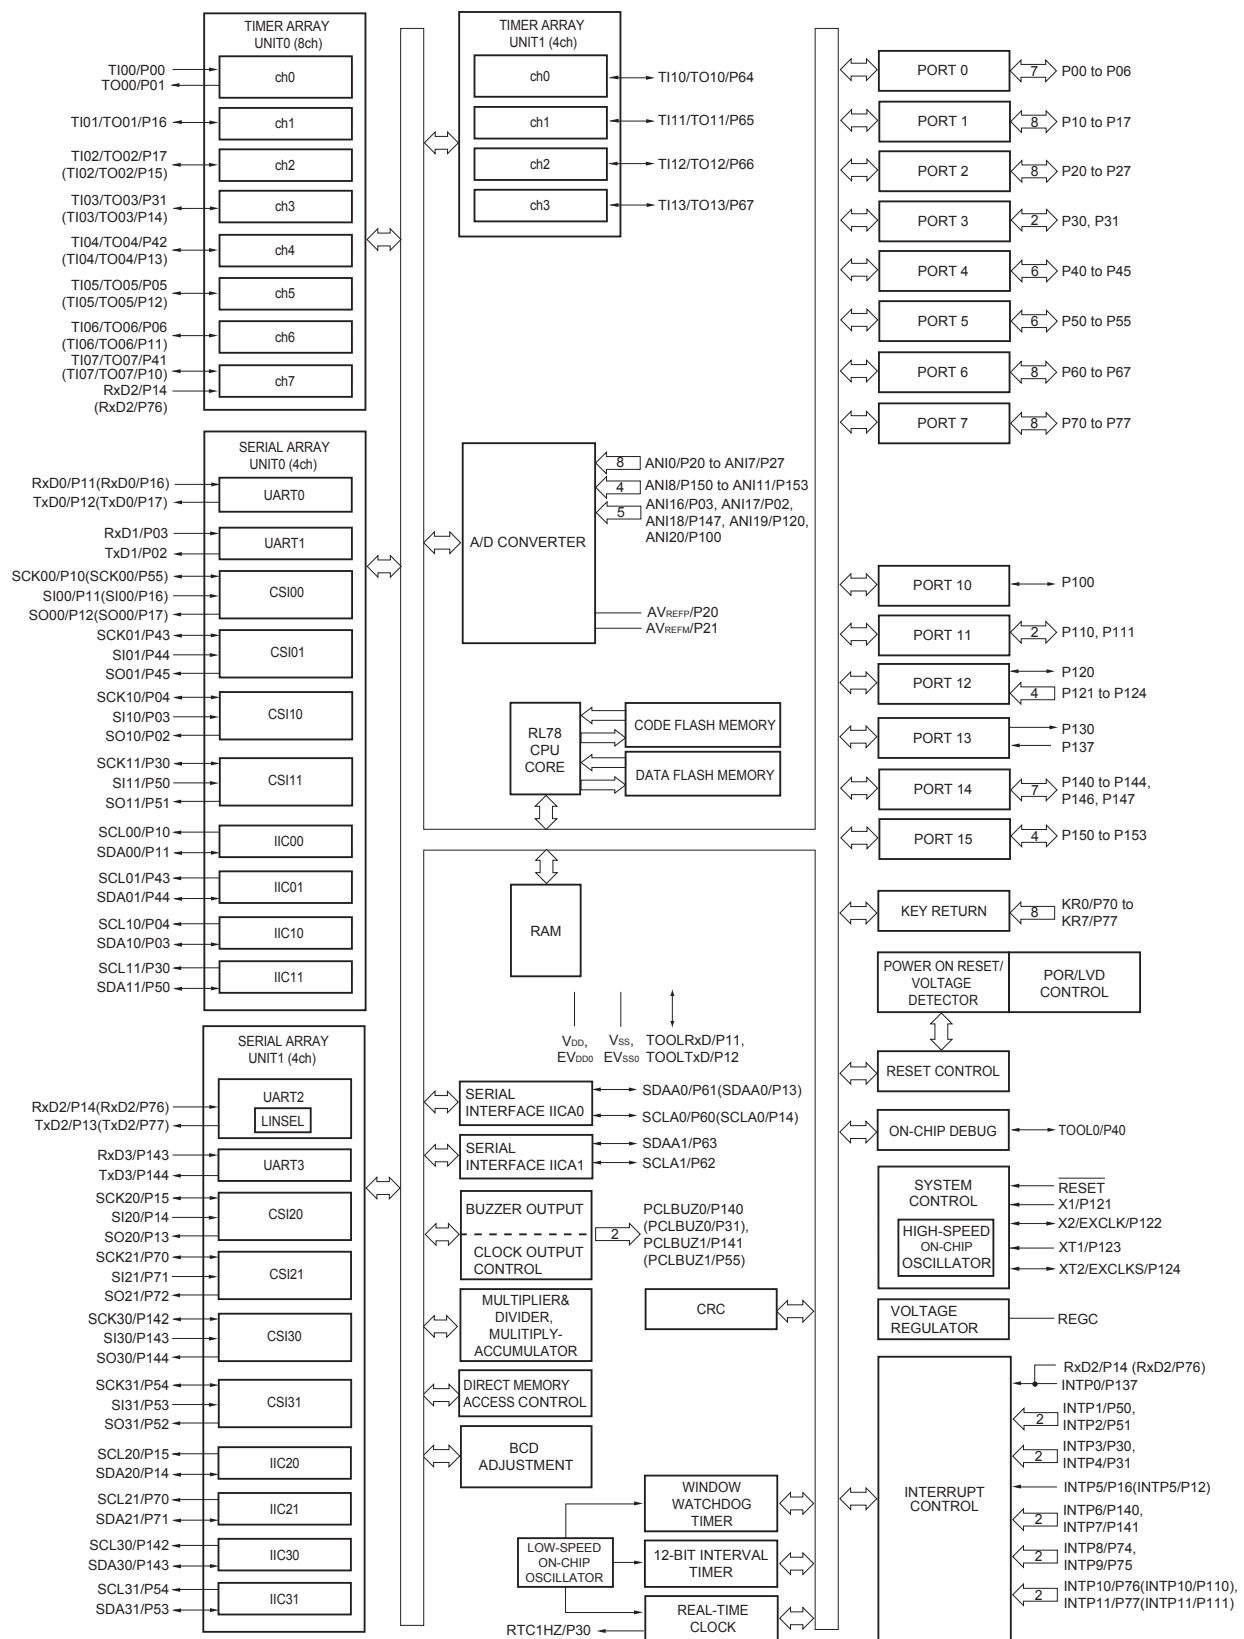 TIMER ARRAY
UNIT0 (8ch)
TI00/P00
TO00/P01
ch0
TI01/TO01/P16
ch1
TI02/TO02/P17
(TI02/TO02/P15)
ch2
TI03/TO03/P31
(TI03/TO03/P14)
ch3
TI04/TO04/P42
(TI04/TO04/P13)
ch4
TI05/TO05/P05
(TI05/TO05/P12)
ch5
TI06/TO06/P06
(TI06/TO06/P11)
ch6
TI07/TO07/P41
(TI07/TO07/P10)
RxD2/P14
(RxD2/P76)
ch7
SERIAL ARRAY
UNIT0 (4ch)
RxD0/P11(RxD0/P16)
TxD0/P12(TxD0/P17)
UART0
RxD1/P03
TxD1/P02
UART1
SCK00/P10(SCK00/P55)
SI00/P11(SI00/P16)
SO00/P12(SO00/P17)
CSI00
SCK01/P43
SI01/P44
SO01/P45
CSI01
SCK10/P04
SI10/P03
SO10/P02
CSI10
SCK11/P30
SI11/P50
SO11/P51
CSI11
SCL00/P10
SDA00/P11
IIC00
SCL01/P43
SDA01/P44
IIC01
SCL10/P04
SDA10/P03
IIC10
SCL11/P30
SDA11/P50
IIC11
SERIAL ARRAY
UNIT1 (4ch)
RxD2/P14(RxD2/P76)
TxD2/P13(TxD2/P77)
UART2
LINSEL
RxD3/P143
TxD3/P144
UART3
SCK20/P15
SI20/P14
SO20/P13
CSI20
SCK21/P70
SI21/P71
SO21/P72
CSI21
SCK30/P142
SI30/P143
SO30/P144
CSI30
SCK31/P54
SI31/P53
SO31/P52
CSI31
SCL20/P15
SDA20/P14
IIC20
SCL21/P70
SDA21/P71
IIC21
SCL30/P142
SDA30/P143
IIC30
SCL31/P54
SDA31/P53
IIC31
TIMER ARRAY
UNIT1 (4ch)
ch0
TI10/TO10/P64
ch1
TI11/TO11/P65
ch2
TI12/TO12/P66
ch3
TI13/TO13/P67
A/D CONVERTER
8
ANI0/P20 to ANI7/P27
4
ANI8/P150 to ANI11/P153
5
ANI16/P03, ANI17/P02,
ANI18/P147, ANI19/P120,
ANI20/P100
AVREFP/P20
AVREFM/P21
RL78
CPU
CORE
CODE FLASH MEMORY
DATA FLASH MEMORY
RAM
VDD,
EVDD0
VSS,
EVSS0
TOOLRxD/P11,
TOOLTxD/P12
SERIAL
INTERFACE IICA0
SDAA0/P61(SDAA0/P13)
SCLA0/P60(SCLA0/P14)
SERIAL
INTERFACE IICA1
SDAA1/P63
SCLA1/P62
BUZZER OUTPUT
CLOCK OUTPUT
CONTROL
2
PCLBUZ0/P140
(PCLBUZ0/P31),
PCLBUZ1/P141
(PCLBUZ1/P55)
MULTIPLIER&
DIVIDER,
MULITIPLY-
ACCUMULATOR
CRC
DIRECT MEMORY
ACCESS CONTROL
BCD
ADJUSTMENT
LOW-SPEED
ON-CHIP
OSCILLATOR
WINDOW
WATCHDOG
TIMER
12-BIT INTERVAL
TIMER
REAL-TIME
CLOCK
RTC1HZ/P30
PORT 0
7
P00 to P06
PORT 1
8
P10 to P17
PORT 2
8
P20 to P27
PORT 3
2
P30, P31
PORT 4
6
P40 to P45
PORT 5
6
P50 to P55
PORT 6
8
P60 to P67
PORT 7
8
P70 to P77
PORT 10
P100
PORT 11
2
P110, P111
PORT 12
P120
4
P121 to P124
PORT 13
P130
P137
PORT 14
7
P140 to P144,
P146, P147
PORT 15
4
P150 to P153
KEY RETURN
8
KR0/P70 to
KR7/P77
POWER ON RESET/
VOLTAGE
DETECTOR
POR/LVD
CONTROL
RESET CONTROL
ON-CHIP DEBUG
TOOL0/P40
SYSTEM
CONTROL
HIGH-SPEED
ON-CHIP
OSCILLATOR
RESET
X1/P121
X2/EXCLK/P122
XT1/P123
XT2/EXCLKS/P124
VOLTAGE
REGULATOR
REGC
INTERRUPT
CONTROL
RxD2/P14 (RxD2/P76)
INTP0/P137
2
INTP1/P50,
INTP2/P51
2
INTP3/P30,
INTP4/P31
INTP5/P16(INTP5/P12)
2
INTP6/P140,
INTP7/P141
2
INTP8/P74,
INTP9/P75
2
INTP10/P76(INTP10/P110),
INTP11/P77(INTP11/P111)